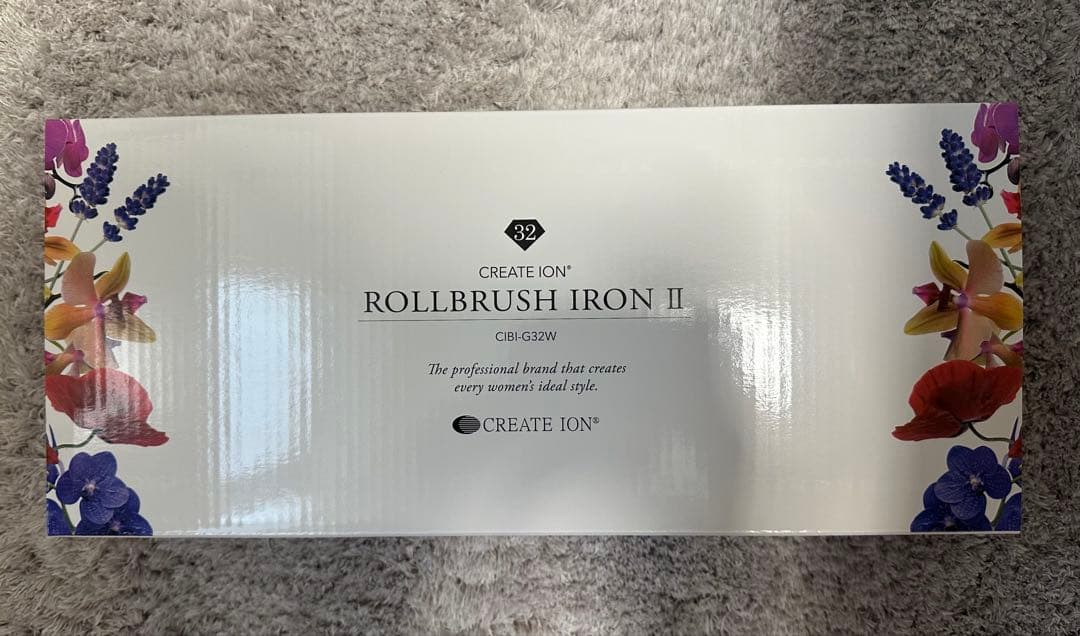 32
CREATE ION®
ROLLBRUSH IRON Ⅱ
CIBI-G32W
The professional brand that creates
every women's ideal style.
CREATE ION®